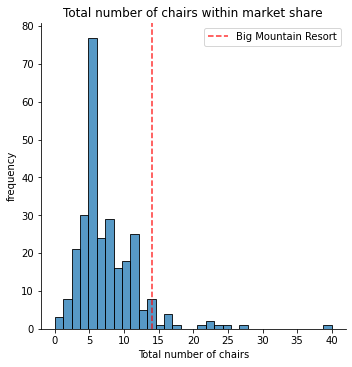 Total number of chairs within market share
Big Mountain Resort
frequency
80
70
60
50
40
30
20
10
0
0 5 10 15 20 25 30 35 40
Total number of chairs